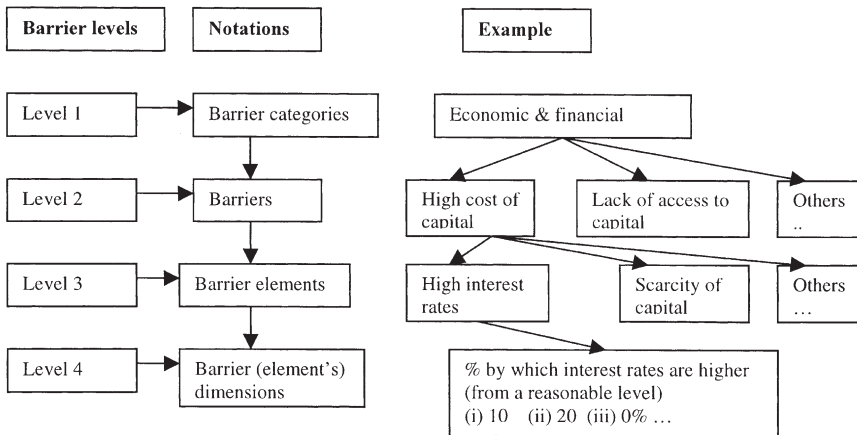 Barrier levels
Notations
Example
Level 1
Barrier categories
Economic & financial
Level 2
Barriers
High cost of
capital
Lack of access to
capital
Others
..
Level 3
Barrier elements
High interest
rates
Scarcity of
capital
Others
...
Level 4
Barrier (element's)
dimensions
% by which interest rates are higher
(from a reasonable level)
(i) 10 (ii) 20 (iii) 0% ...